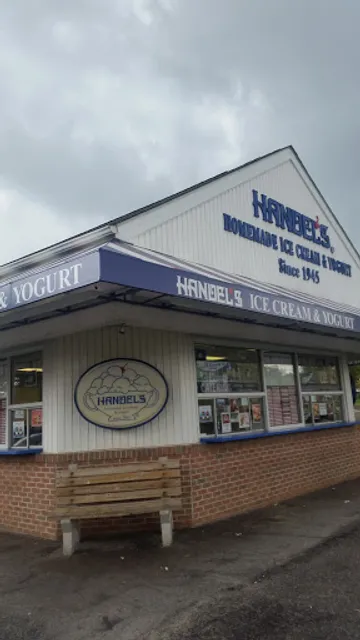 HANDEL'S
HOMEMADE ICE CREAM & YOGURT
Since 1945
& YOGURT
HANDEL'S ICE CREAM & YOGURT
HANDEL'S